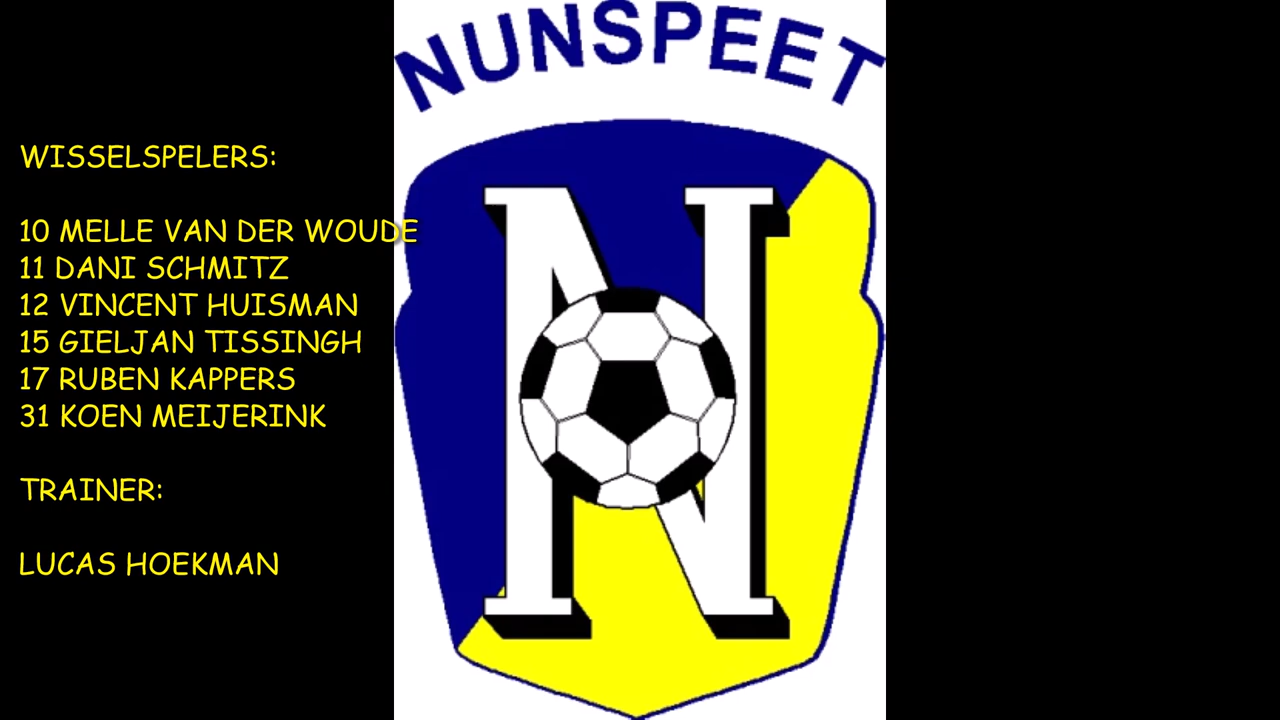 NUNSPEET
WISSELSPELERS:
10 MELLE VAN DER WOUDE
11 DANI SCHMITZ
12 VINCENT HUISMAN
15 GIELJAN TISSINGH
17 RUBEN KAPPERS
31 KOEN MEIJERINK
TRAINER:
LUCAS HOEKMAN
N